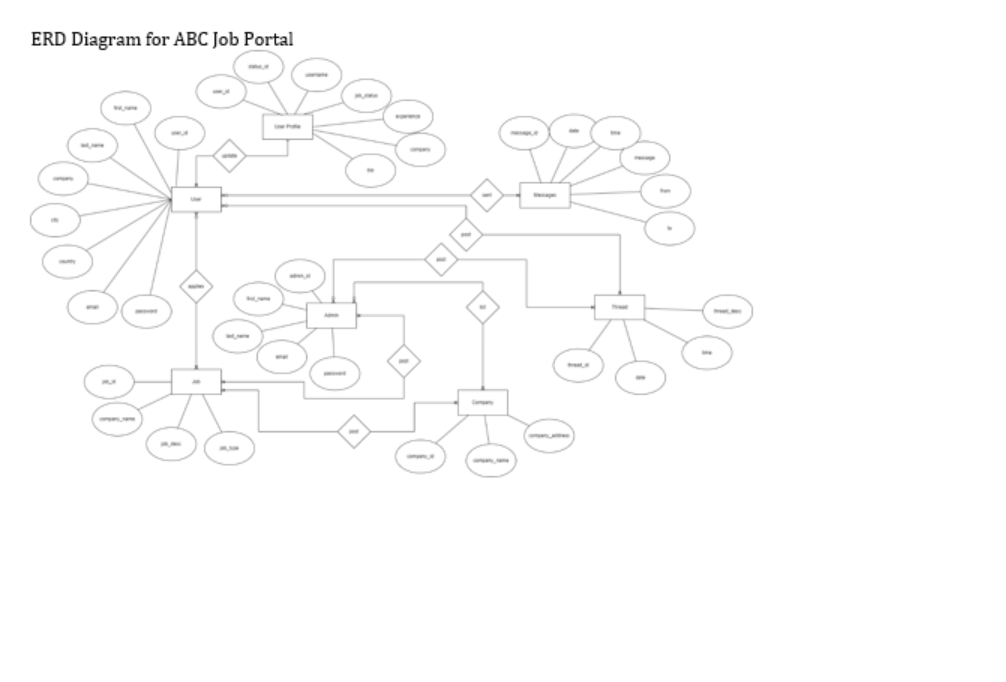 ERD Diagram for ABC Job Portal
status_id
username
user_id
job_status
first_name
experience
user_id
User Profile
message_id
date
time
last_name
company
update
message
bio
company
User
sent
Messages
from
city
to
post
country
post
admin_id
applies
first_name
email
password
Admin
list
Thread
thread_desc
last_name
time
email
post
thread_id
password
date
job_id
Job
Company
company_name
post
company_address
job_desc
job_type
company_id
company_name